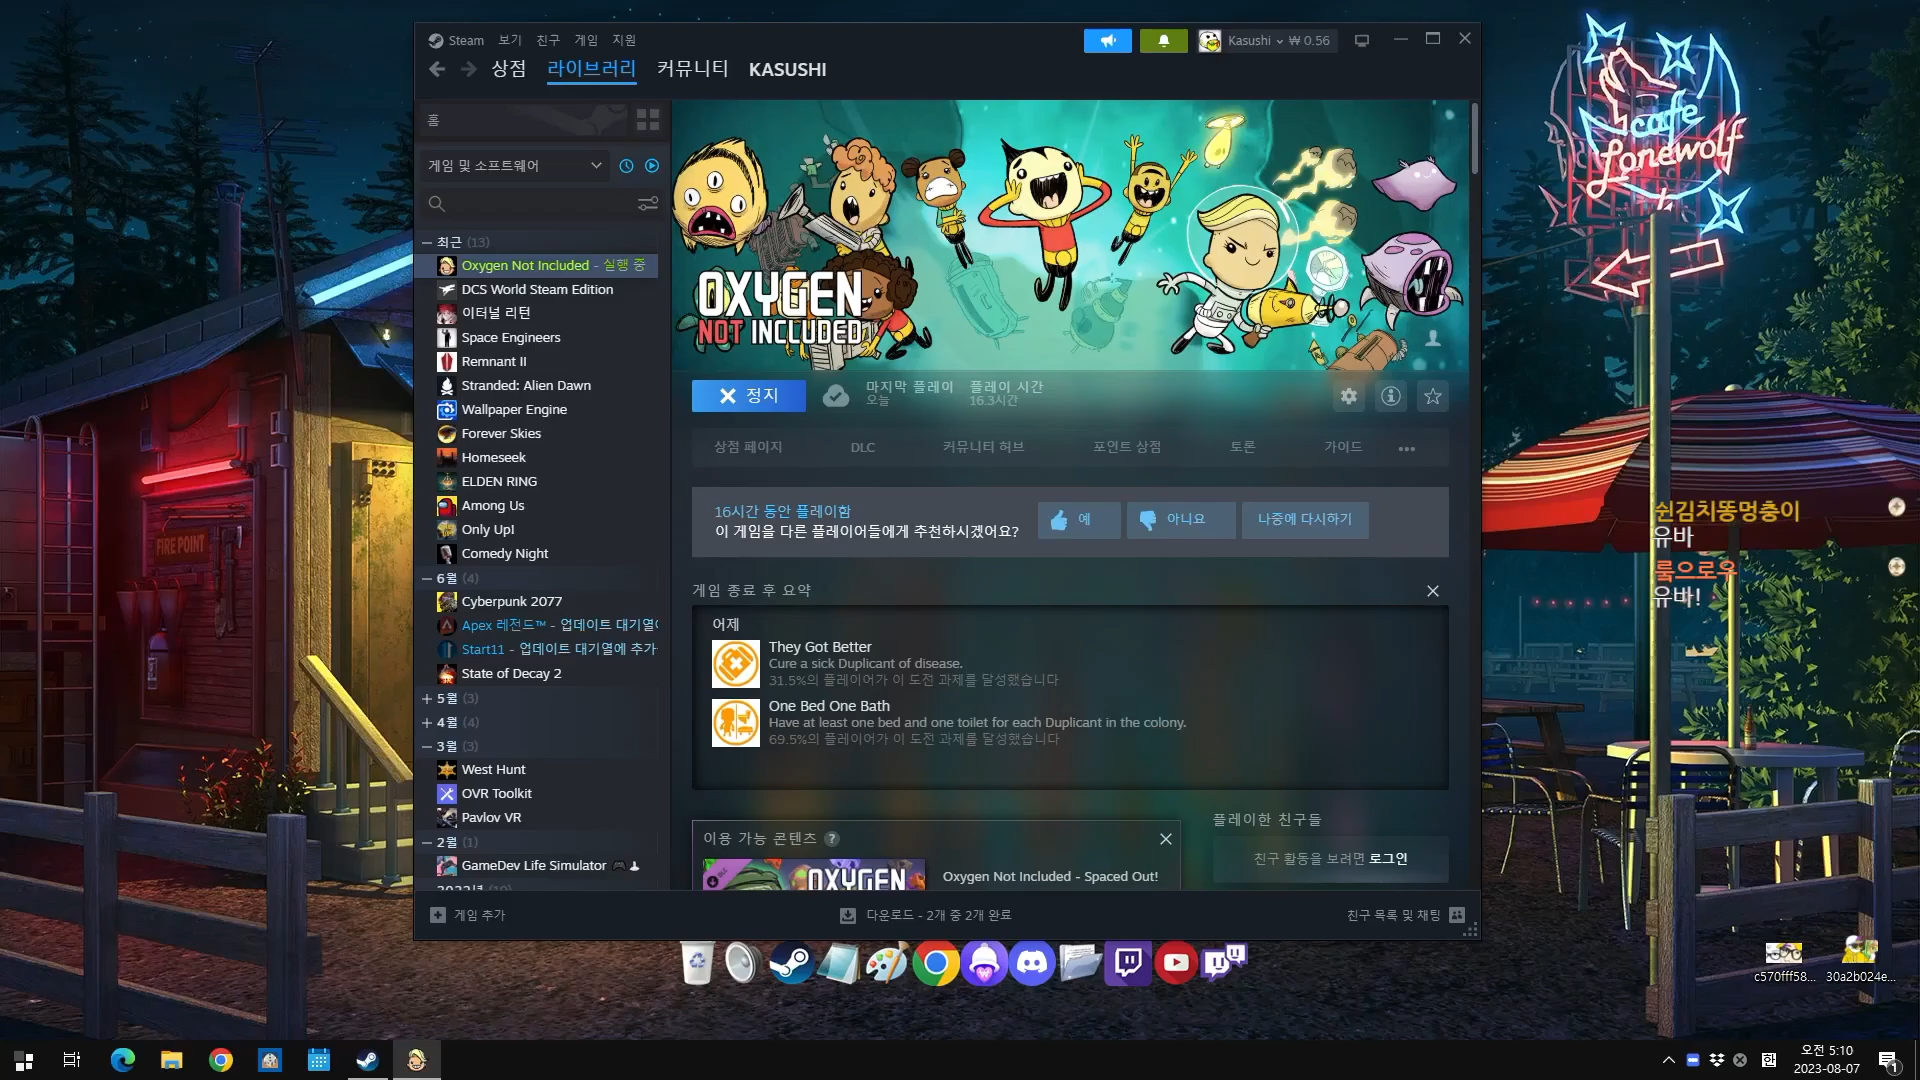 Steam 보기 친구 게임 지원
Kasushi ₩ 0.56
상점 라이브러리 커뮤니티 KASUSHI
홈
게임 및 소프트웨어
최근 (13)
Oxygen Not Included - 실행 중
DCS World Steam Edition
이터널 리턴
Space Engineers
Remnant II
Stranded: Alien Dawn
Wallpaper Engine
Forever Skies
Homeseek
ELDEN RING
Among Us
Only Up!
Comedy Night
6월 (4)
Cyberpunk 2077
Apex 레전드™ - 업데이트 대기열
Start11 - 업데이트 대기열에 추가
State of Decay 2
5월 (3)
4월 (4)
3월 (3)
West Hunt
OVR Toolkit
Pavlov VR
2월 (1)
GameDev Life Simulator
OXYGEN
NOT INCLUDED
정지
마지막 플레이
오늘
플레이 시간
16.3시간
상점 페이지 DLC 커뮤니티 허브 포인트 상점 토론 가이드
16시간 동안 플레이함
이 게임을 다른 플레이어들에게 추천하시겠어요?
예 아니요 나중에 다시하기
게임 종료 후 요약
어제
They Got Better
Cure a sick Duplicant of disease.
31.5%의 플레이어가 이 도전 과제를 달성했습니다
One Bed One Bath
Have at least one bed and one toilet for each Duplicant in the colony.
69.5%의 플레이어가 이 도전 과제를 달성했습니다
이용 가능 콘텐츠 ?
OXYGEN
Oxygen Not Included - Spaced Out!
플레이한 친구들
친구 활동을 보려면 로그인
게임 추가
다운로드 - 2개 중 2개 완료
친구 목록 및 채팅
cafe
lonewolf
FIRE POINT
쉰김치똥멍충이
유바
룩으로우
유바!
c570fff58...
30a2b024e...
한
오전 5:10
2023-08-07
1